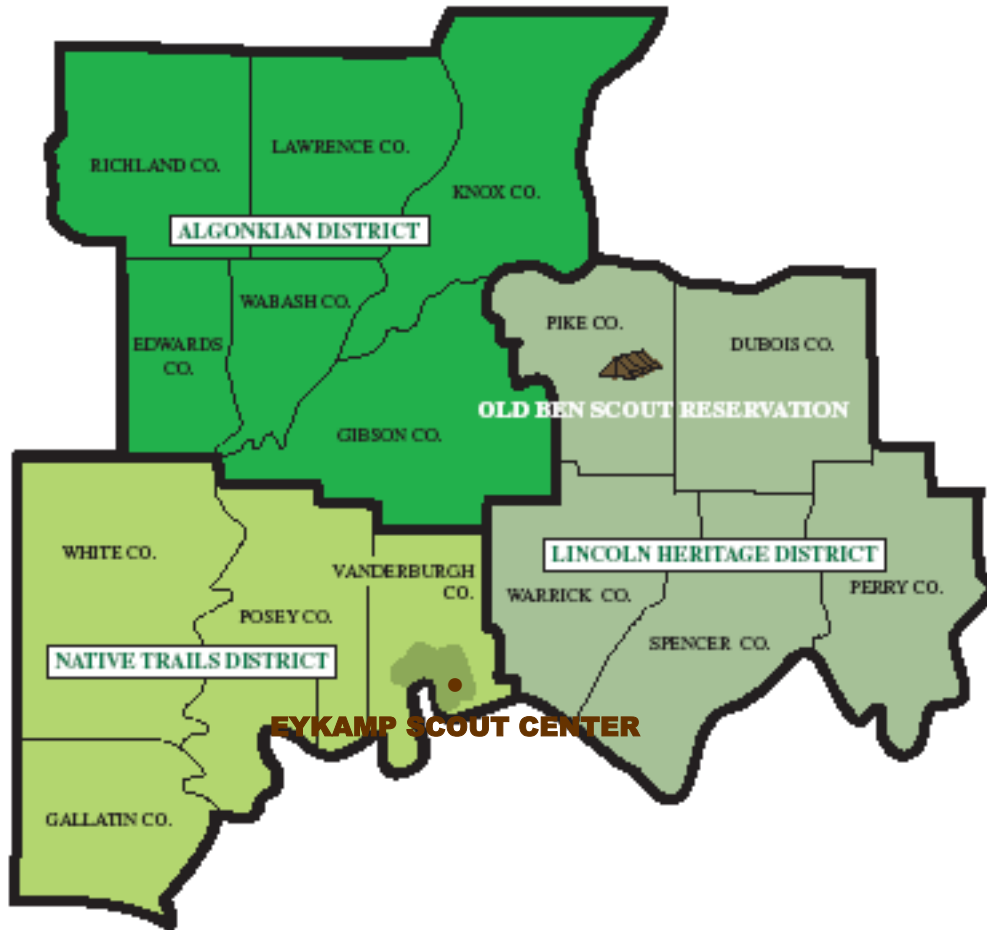 RICHLAND CO.
LAWRENCE CO.
KNOX CO.
ALGONKIAN DISTRICT
EDWARDS
CO.
WABASH CO.
GIBSON CO.
PIKE CO.
DUBOIS CO.
OLD BEN SCOUT RESERVATION
LINCOLN HERITAGE DISTRICT
WARRICK CO.
SPENCER CO.
PERRY CO.
WHITE CO.
POSEY CO.
VANDERBURGH
CO.
NATIVE TRAILS DISTRICT
EYKAMP SCOUT CENTER
GALLATIN CO.